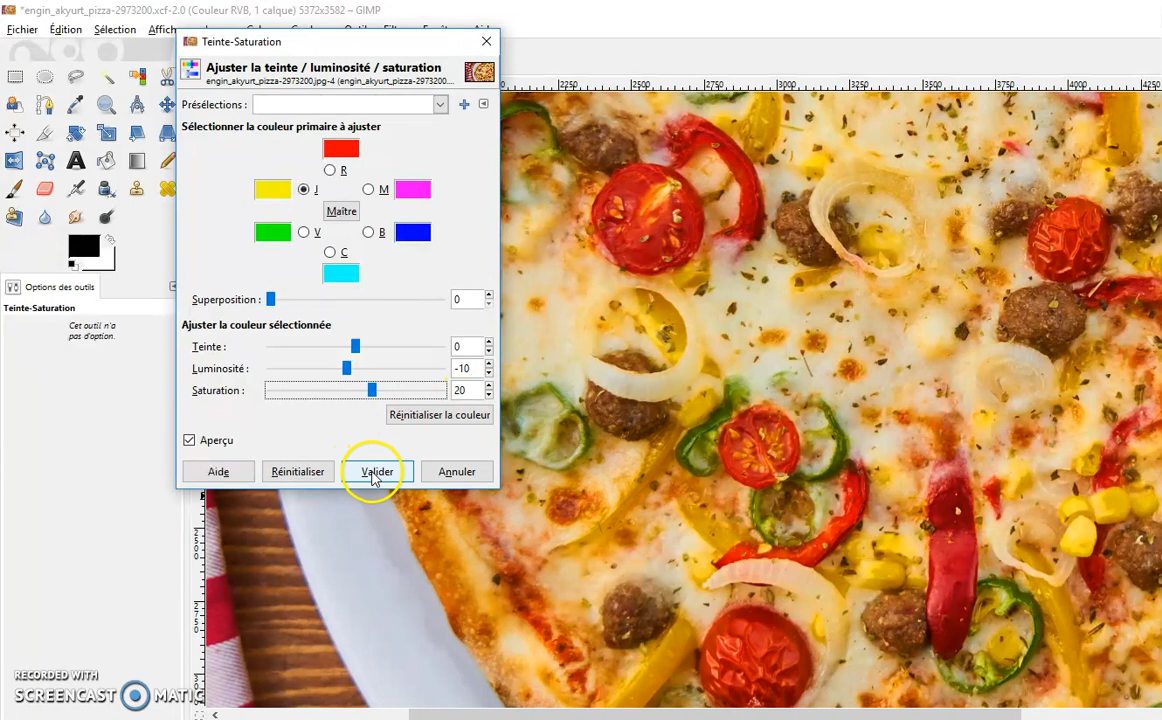 *engin_akyurt_pizza-2973200.xcf-2.0 (Couleur RVB, 1 calque) 5372x3582 – GIMP
Fichier Édition Sélection Affich
Teinte-Saturation
Ajuster la teinte / luminosité / saturation
engin_akyurt_pizza-2973200.jpg-4 (engin_akyurt_pizza-2973200....
2250 2500 2750 3000 3250 3500 3750 4000 4250
Présélections :
Sélectionner la couleur primaire à ajuster
R
J M
Maître
V B
C
Superposition : 0
Options des outils
Teinte-Saturation
Cet outil n'a
pas d'option.
Ajuster la couleur sélectionnée
Teinte : 0
Luminosité : -10
Saturation : 20
Réinitialiser la couleur
Aperçu
Aide Réinitialiser Valider Annuler
RECORDED WITH
SCREENCAST MATIC